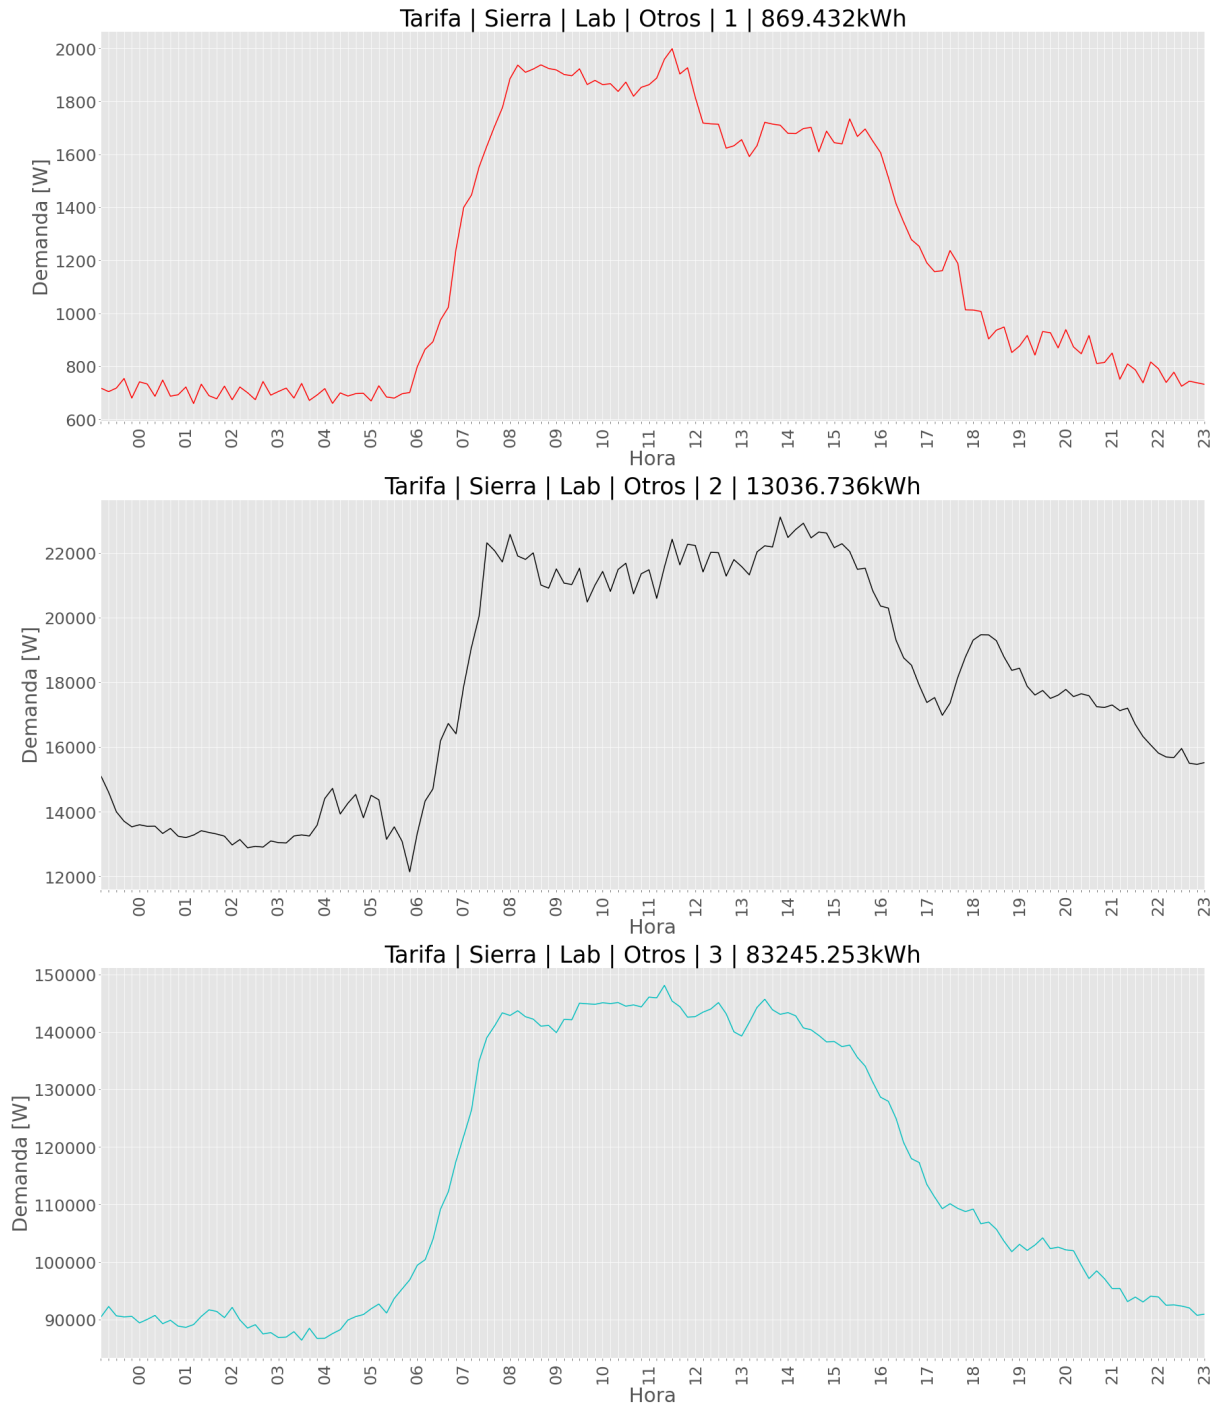 Tarifa | Sierra | Lab | Otros | 1 | 869.432kWh
2000
1800
1600
1400
1200
1000
800
600
Demanda [W]
00 01 02 03 04 05 06 07 08 09 10 11 12 13 14 15 16 17 18 19 20 21 22 23
Hora
Tarifa | Sierra | Lab | Otros | 2 | 13036.736kWh
22000
20000
18000
16000
14000
12000
Demanda [W]
00 01 02 03 04 05 06 07 08 09 10 11 12 13 14 15 16 17 18 19 20 21 22 23
Hora
Tarifa | Sierra | Lab | Otros | 3 | 83245.253kWh
150000
140000
130000
120000
110000
100000
90000
Demanda [W]
00 01 02 03 04 05 06 07 08 09 10 11 12 13 14 15 16 17 18 19 20 21 22 23
Hora